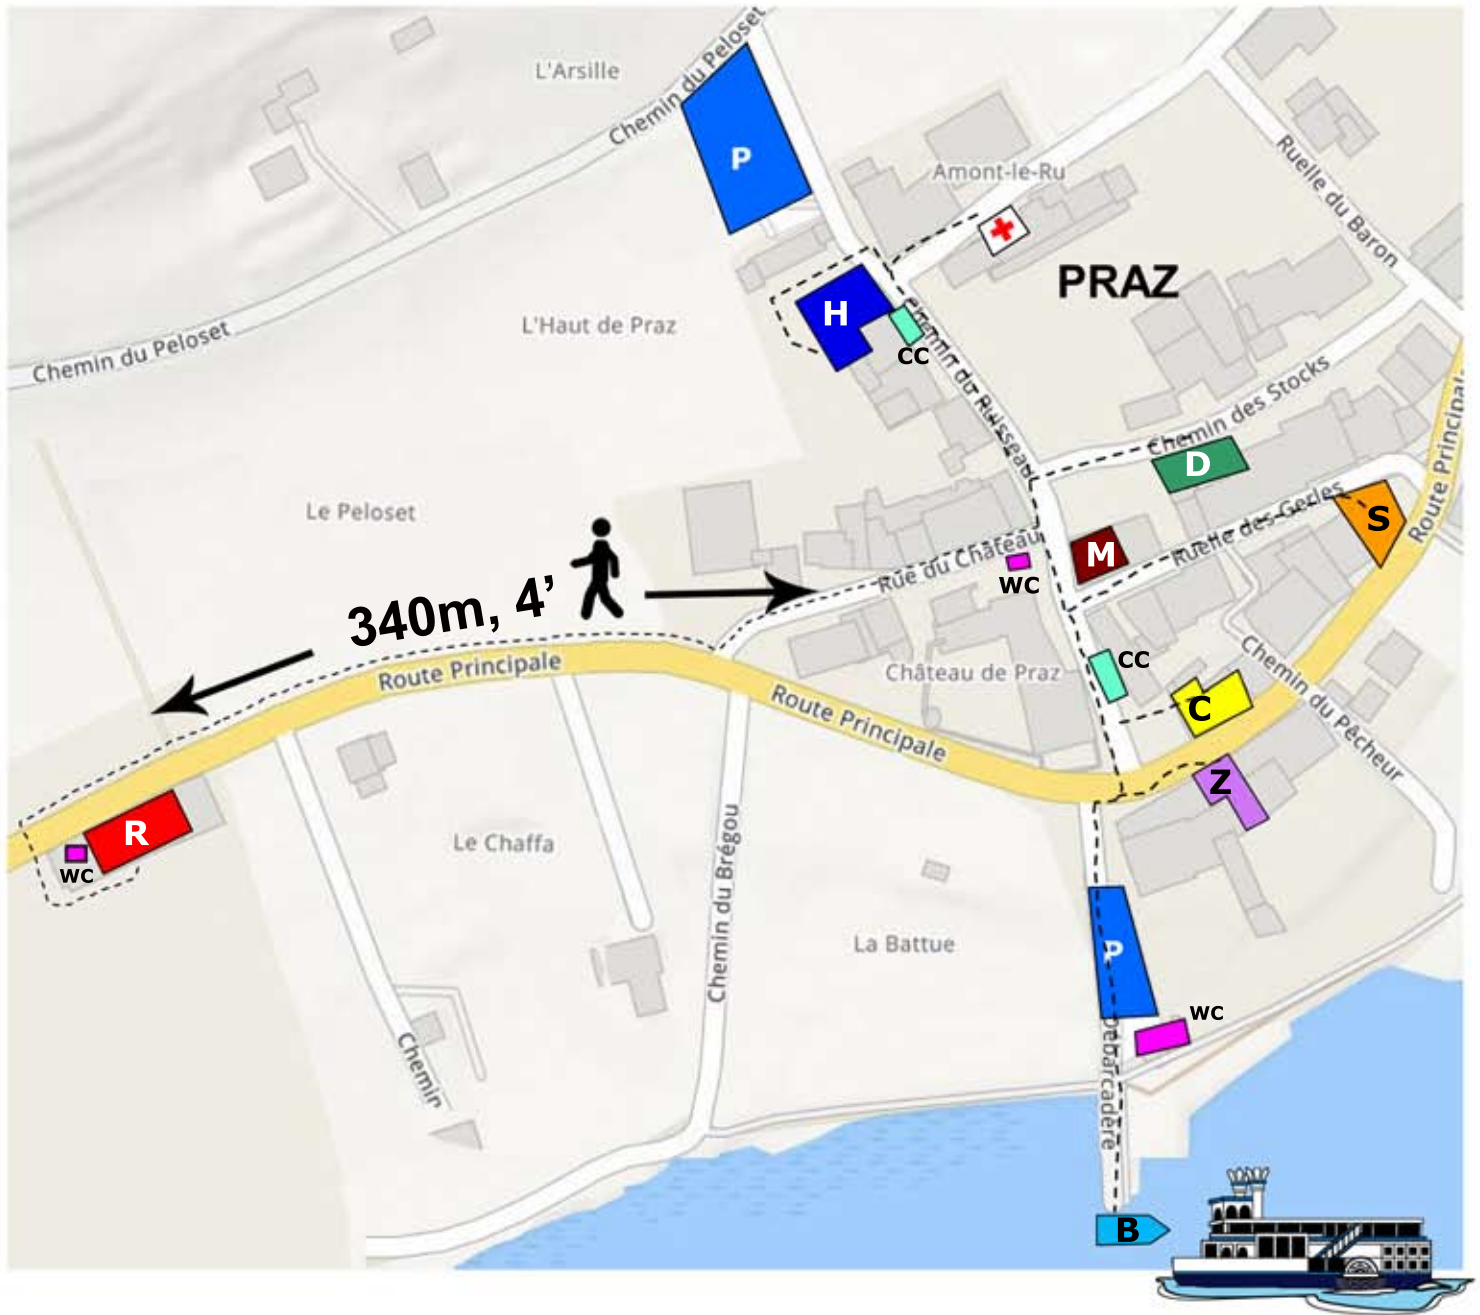 Chemin du Peloset
L'Arsille
P
Amont-le-Ru
Ruelle du Baron
PRAZ
H
CC
L'Haut de Praz
Chemin du Peloset
Chemin du Ruisseau
Chemin des Stocks
Route Principale
D
S
Le Peloset
Ruelle des Gerles
M
Rue du Château
WC
340m, 4’
CC
Château de Praz
Route Principale
C
Chemin du Pêcheur
Route Principale
Z
R
WC
Le Chaffa
Chemin du Brégou
La Battue
P
WC
Chemin
Débarcadère
B